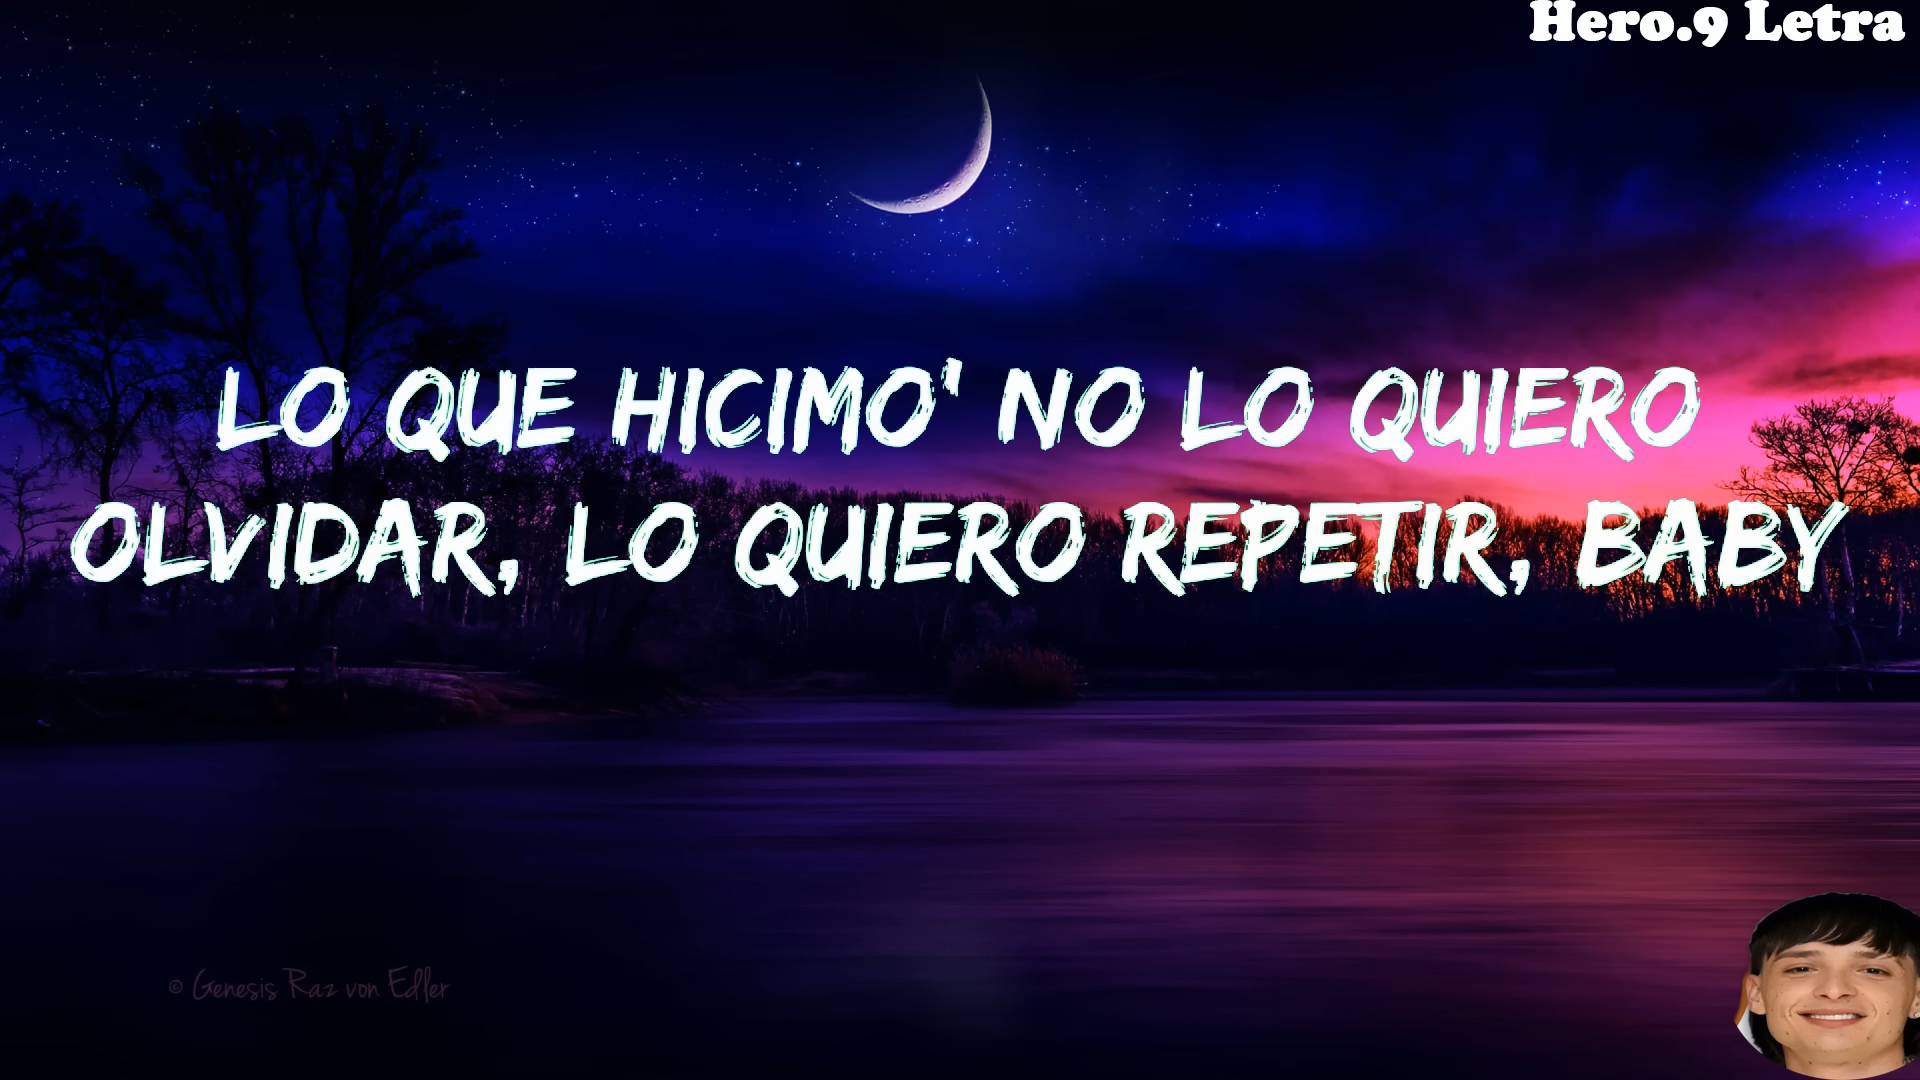 Hero.9 Letra
LO QUE HICIMO' NO LO QUIERO
OLVIDAR, LO QUIERO REPETIR, BABY
© Genesis Raz von Edler